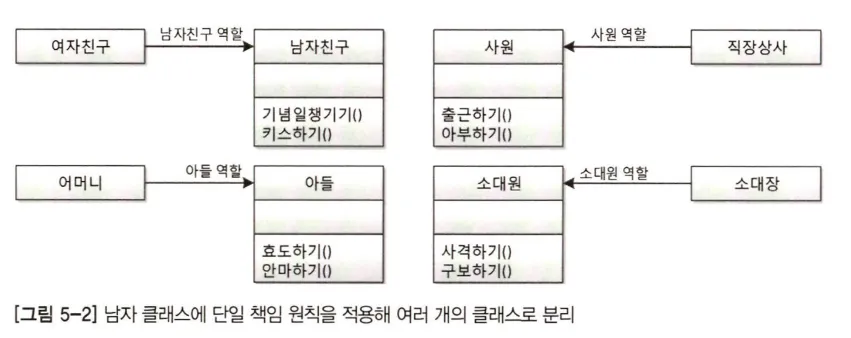 여자친구
남자친구 역할
남자친구
기념일챙기기()
키스하기()
사원
사원 역할
직장상사
출근하기()
아부하기()
어머니
아들 역할
아들
효도하기()
안마하기()
소대원
소대원 역할
소대장
사격하기()
구보하기()
[그림 5-2] 남자 클래스에 단일 책임 원칙을 적용해 여러 개의 클래스로 분리